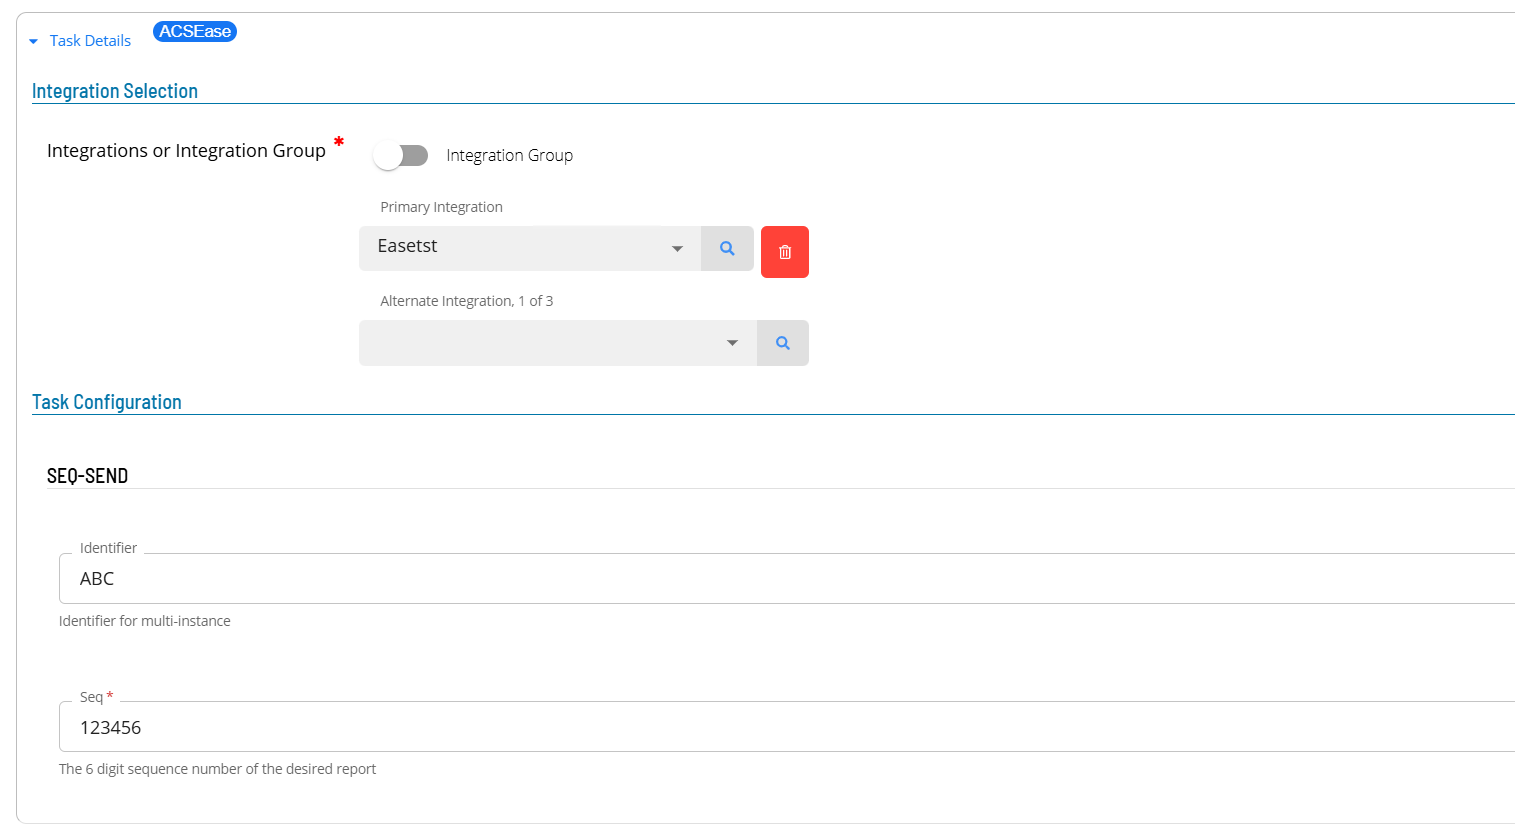 Task Details ACSEase
Integration Selection
Integrations or Integration Group *
Integration Group
Primary Integration
Easetst
Alternate Integration, 1 of 3
Task Configuration
SEQ-SEND
Identifier
ABC
Identifier for multi-instance
Seq *
123456
The 6 digit sequence number of the desired report